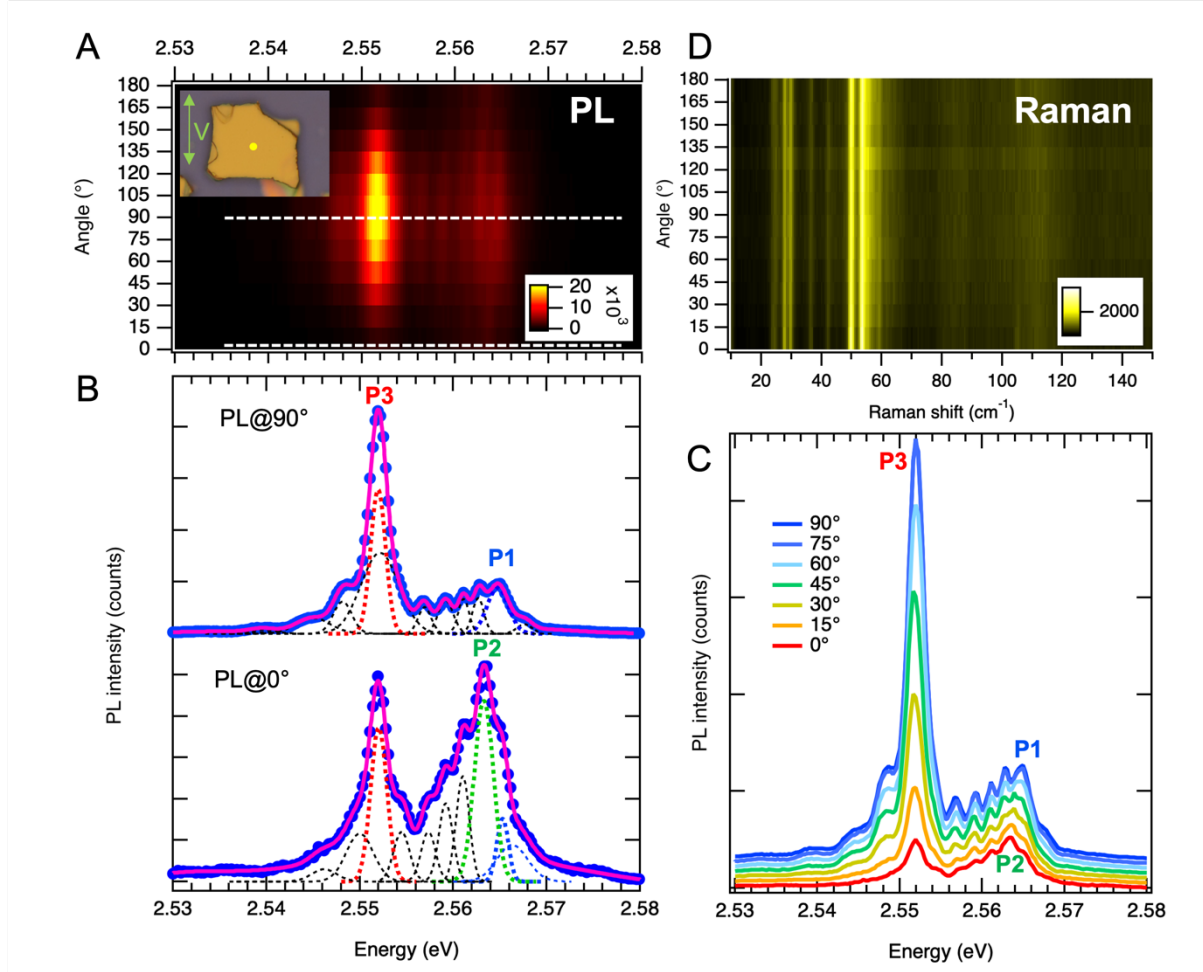 A
2.53 2.54 2.55 2.56 2.57 2.58
180
165
150
135
120
105
90
75
60
45
30
15
0
Angle (°)
V
PL
20
10
0
x10³
D
180
165
150
135
120
105
90
75
60
45
30
15
0
Angle (°)
Raman
2000
20 40 60 80 100 120 140
Raman shift (cm⁻¹)
B
PL@90°
P3
P1
PL@0°
P2
PL intensity (counts)
2.53 2.54 2.55 2.56 2.57 2.58
Energy (eV)
C
P3
90°
75°
60°
45°
30°
15°
0°
P1
P2
PL intensity (counts)
2.53 2.54 2.55 2.56 2.57 2.58
Energy (eV)